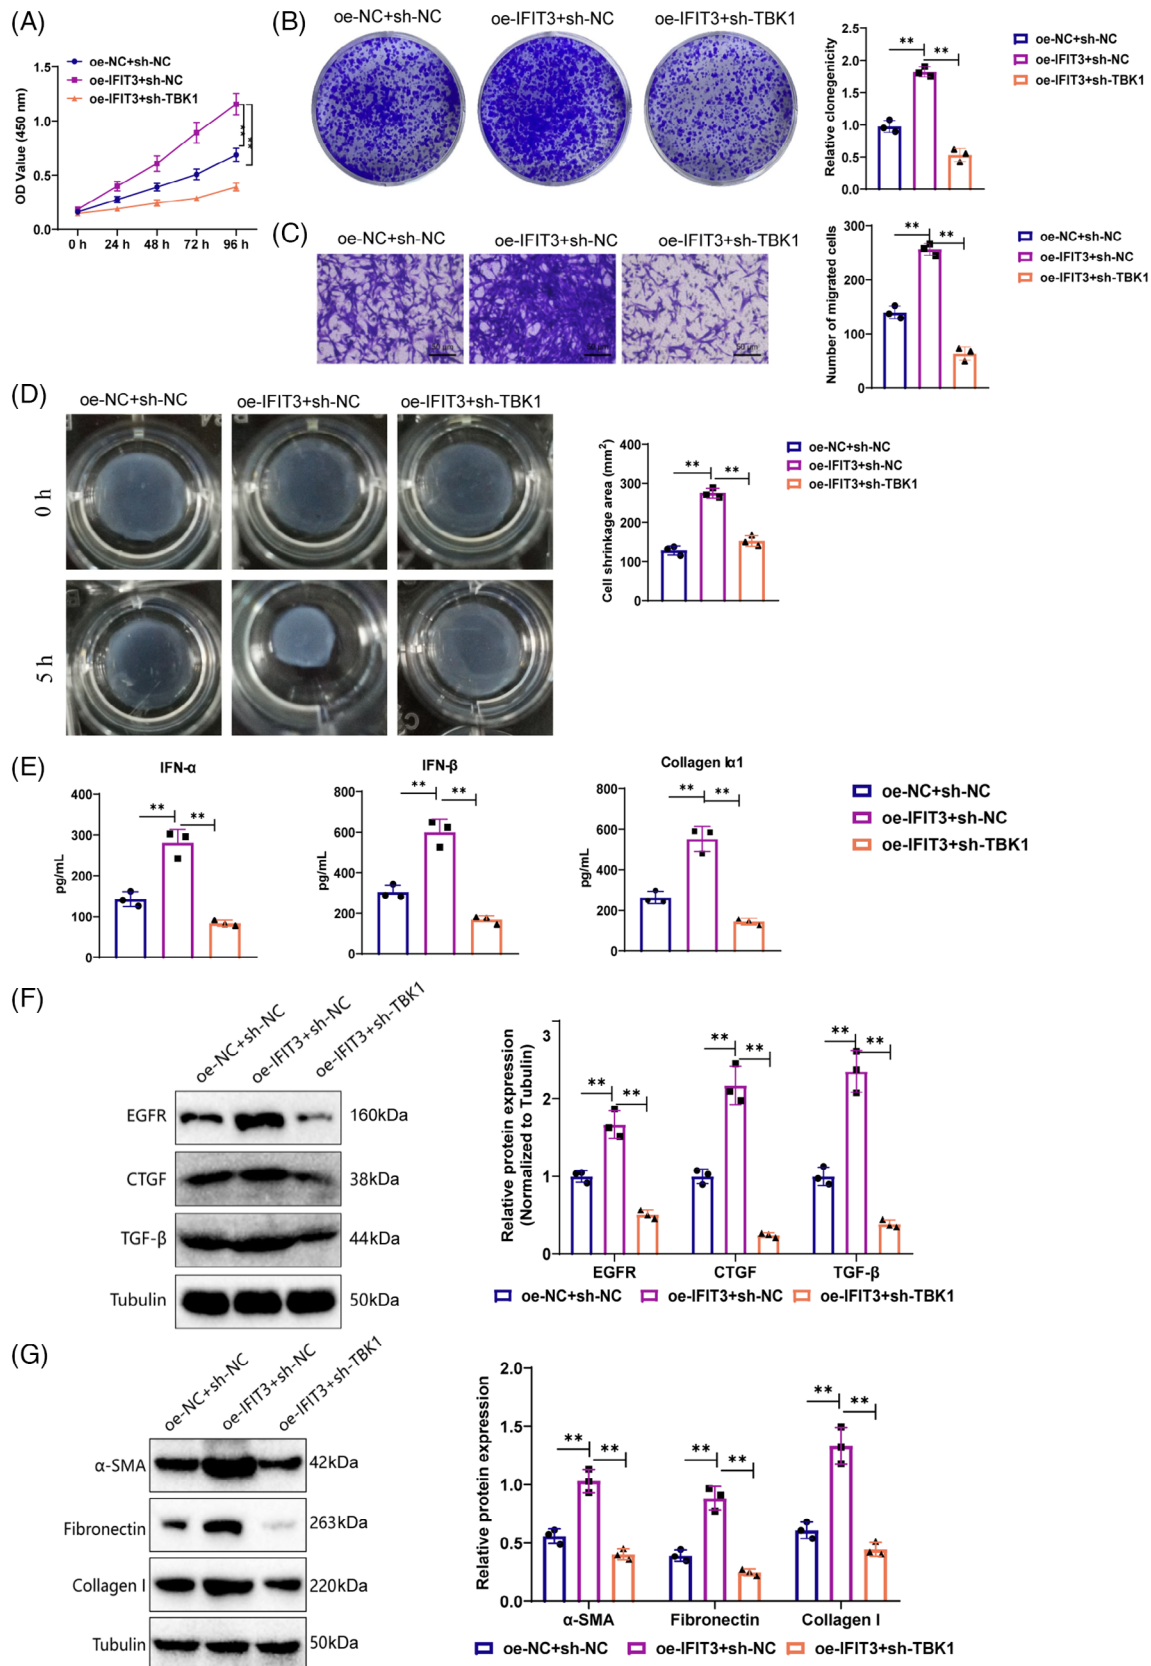 (A)
oe-NC+sh-NC
oe-IFIT3+sh-NC
oe-IFIT3+sh-TBK1
OD Value (450 nm)
1.5
1.0
0.5
0.0
0 h 24 h 48 h 72 h 96 h
**
**
(B)
oe-NC+sh-NC oe-IFIT3+sh-NC oe-IFIT3+sh-TBK1
Relative clonegenicity
2.5
2.0
1.5
1.0
0.5
0.0
** **
oe-NC+sh-NC
oe-IFIT3+sh-NC
oe-IFIT3+sh-TBK1
(C)
oe-NC+sh-NC oe-IFIT3+sh-NC oe-IFIT3+sh-TBK1
50 μm 50 μm 50 μm
Number of migrated cells
300
200
100
0
** **
oe-NC+sh-NC
oe-IFIT3+sh-NC
oe-IFIT3+sh-TBK1
(D)
oe-NC+sh-NC oe-IFIT3+sh-NC oe-IFIT3+sh-TBK1
0 h
5 h
Cell shrinkage area (mm²)
400
300
200
100
0
** **
oe-NC+sh-NC
oe-IFIT3+sh-NC
oe-IFIT3+sh-TBK1
(E)
IFN-α
pg/mL
400
300
200
100
0
** **
IFN-β
pg/mL
800
600
400
200
0
** **
Collagen Iα1
pg/mL
800
600
400
200
0
** **
oe-NC+sh-NC
oe-IFIT3+sh-NC
oe-IFIT3+sh-TBK1
(F)
oe-NC+sh-NC oe-IFIT3+sh-NC oe-IFIT3+sh-TBK1
EGFR 160kDa
CTGF 38kDa
TGF-β 44kDa
Tubulin 50kDa
Relative protein expression
(Normalized to Tubulin)
3
2
1
0
** ** ** ** ** **
EGFR CTGF TGF-β
oe-NC+sh-NC oe-IFIT3+sh-NC oe-IFIT3+sh-TBK1
(G)
oe-NC+sh-NC oe-IFIT3+sh-NC oe-IFIT3+sh-TBK1
α-SMA 42kDa
Fibronectin 263kDa
Collagen I 220kDa
Tubulin 50kDa
Relative protein expression
2.0
1.5
1.0
0.5
0.0
** ** ** ** ** **
α-SMA Fibronectin Collagen I
oe-NC+sh-NC oe-IFIT3+sh-NC oe-IFIT3+sh-TBK1